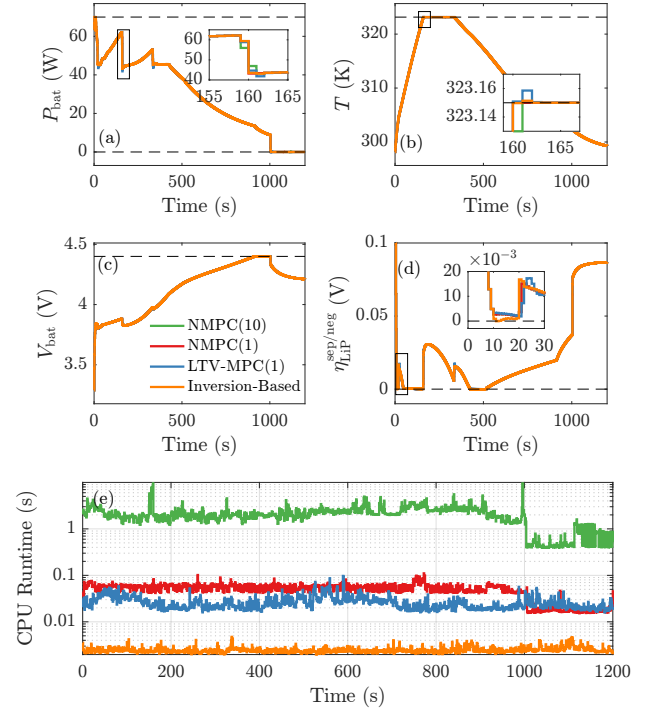 60
40
20
0
P_bat (W)
(a)
60
50
40
155 160 165
0 500 1000
Time (s)
320
310
300
T (K)
(b)
323.16
323.14
160 165
0 500 1000
Time (s)
4.5
4
3.5
V_bat (V)
(c)
NMPC(10)
NMPC(1)
LTV-MPC(1)
Inversion-Based
0 500 1000
Time (s)
0.1
0.05
0
η_LiP^sep/neg (V)
(d)
×10^-3
20
10
0
0 10 20 30
0 500 1000
Time (s)
CPU Runtime (s)
(e)
1
0.1
0.01
0 200 400 600 800 1000 1200
Time (s)